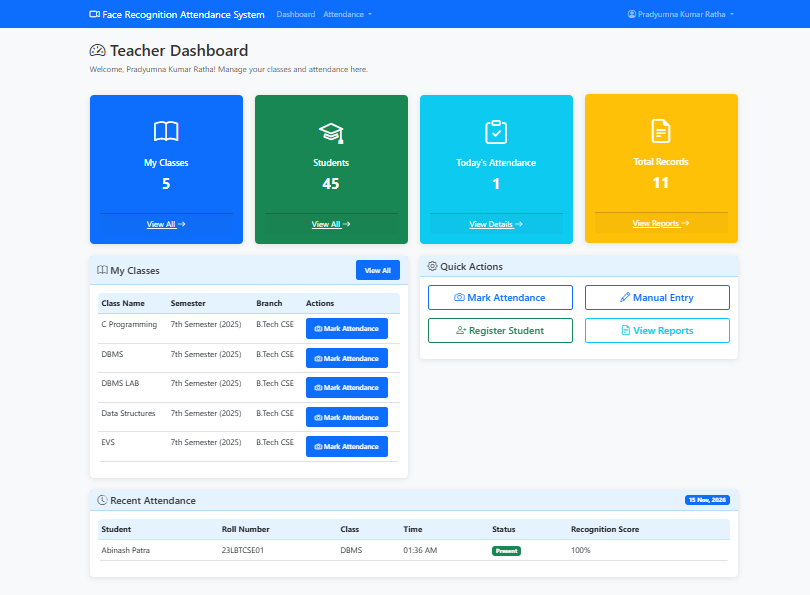 Face Recognition Attendance System Dashboard Attendance Pradyumna Kumar Ratha
Teacher Dashboard
Welcome, Pradyumna Kumar Ratha! Manage your classes and attendance here.
My Classes
5
View All →
Students
45
View All →
Today's Attendance
1
View Details →
Total Records
11
View Reports →
My Classes View All
Class Name Semester Branch Actions
C Programming 7th Semester (2025) B.Tech CSE Mark Attendance
DBMS 7th Semester (2025) B.Tech CSE Mark Attendance
DBMS LAB 7th Semester (2025) B.Tech CSE Mark Attendance
Data Structures 7th Semester (2025) B.Tech CSE Mark Attendance
EVS 7th Semester (2025) B.Tech CSE Mark Attendance
Quick Actions
Mark Attendance Manual Entry
Register Student View Reports
Recent Attendance 15 Nov, 2026
Student Roll Number Class Time Status Recognition Score
Abinash Patra 23LBTCSE01 DBMS 01:36 AM Present 100%